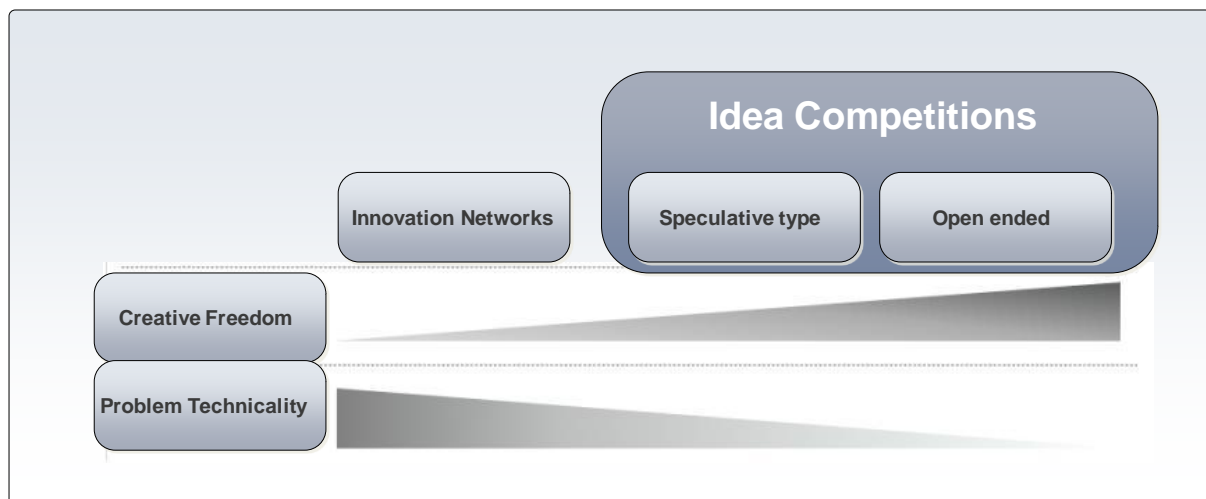 Idea Competitions
Innovation Networks
Speculative type
Open ended
Creative Freedom
Problem Technicality